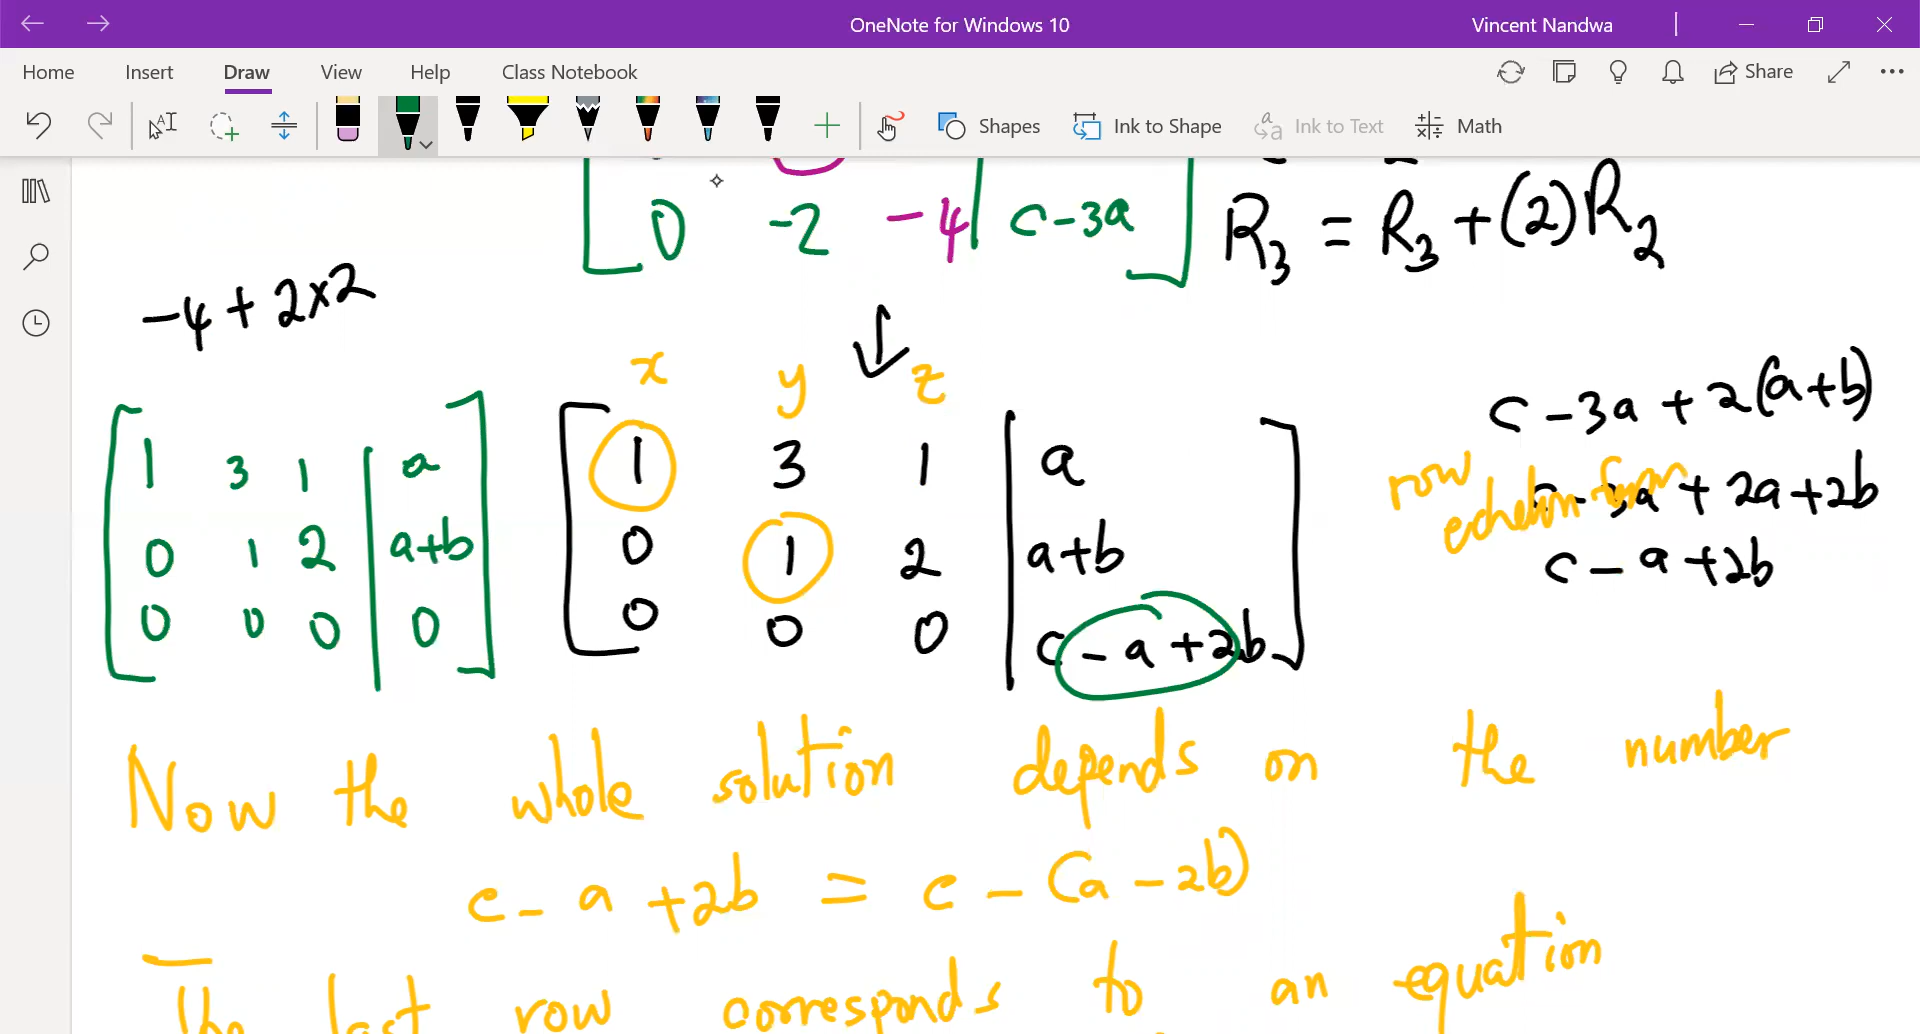 OneNote for Windows 10
Vincent Nandwa
Home Insert Draw View Help Class Notebook Share
Shapes Ink to Shape Ink to Text Math
0 -2 -4 | c-3a
R3 = R3 + (2)R2
-4 + 2x2
x y z
c - 3a + 2(a+b)
1 3 1 | a
0 1 2 | a+b
0 0 0 | 0
1 3 1 | a
0 1 2 | a+b
0 0 0 | c - a + 2b
row
echelon form
c - 3a + 2a + 2b
c - a + 2b
Now the whole solution depends on the number
c - a + 2b = c - (a - 2b)
The last row corresponds to an equation